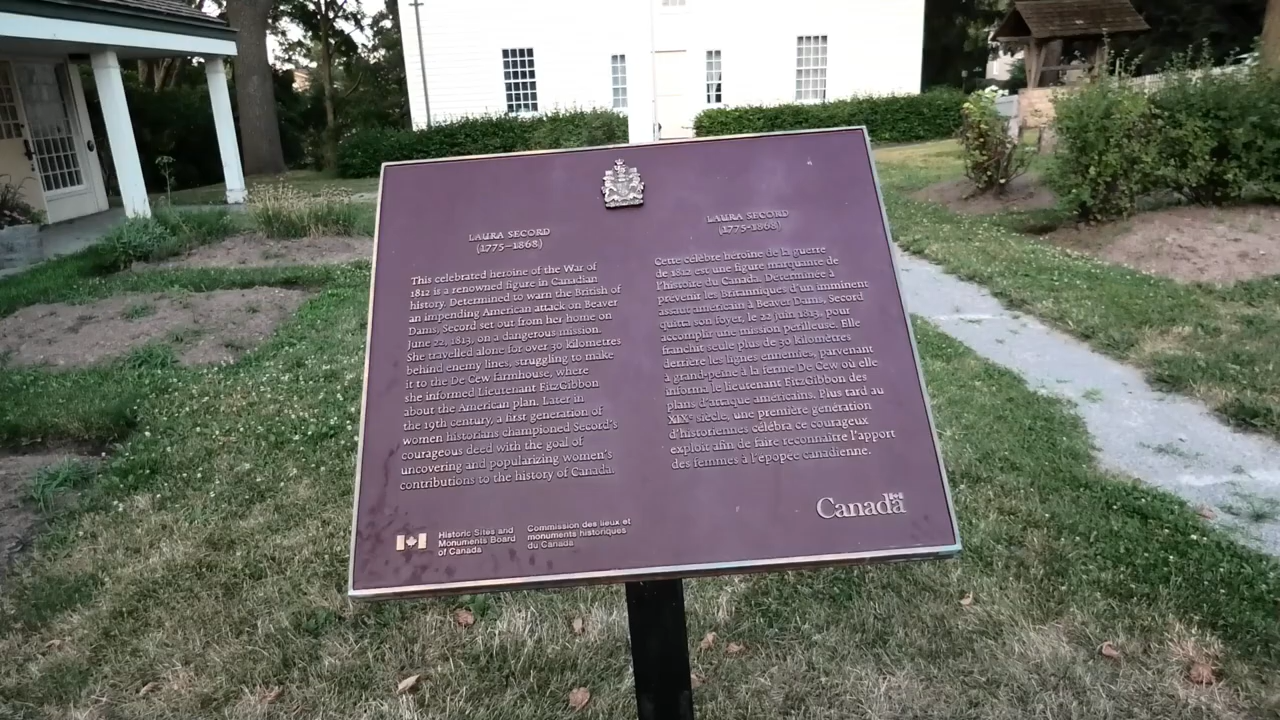 LAURA SECORD
(1775–1868)
This celebrated heroine of the War of
1812 is a renowned figure in Canadian
history. Determined to warn the British of
an impending American attack on Beaver
Dams, Secord set out from her home on
June 22, 1813, on a dangerous mission.
She travelled alone for over 30 kilometres
behind enemy lines, struggling to make
it to the De Cew farmhouse, where
she informed Lieutenant FitzGibbon
about the American plan. Later in
the 19th century, a first generation of
women historians championed Secord's
courageous deed with the goal of
uncovering and popularizing women's
contributions to the history of Canada.
LAURA SECORD
(1775-1868)
Cette célèbre héroïne de la guerre
de 1812 est une figure marquante de
l'histoire du Canada. Déterminée à
prévenir les Britanniques d'un imminent
assaut américain à Beaver Dams, Secord
quitta son foyer, le 22 juin 1813, pour
accomplir une mission périlleuse. Elle
franchit seule plus de 30 kilomètres
derrière les lignes ennemies, parvenant
à grand-peine à la ferme De Cew où elle
informa le lieutenant FitzGibbon des
plans d'attaque américains. Plus tard au
XIXe siècle, une première génération
d'historiennes célébra ce courageux
exploit afin de faire reconnaître l'apport
des femmes à l'épopée canadienne.
Historic Sites and
Monuments Board
of Canada
Commission des lieux et
monuments historiques
du Canada
Canada